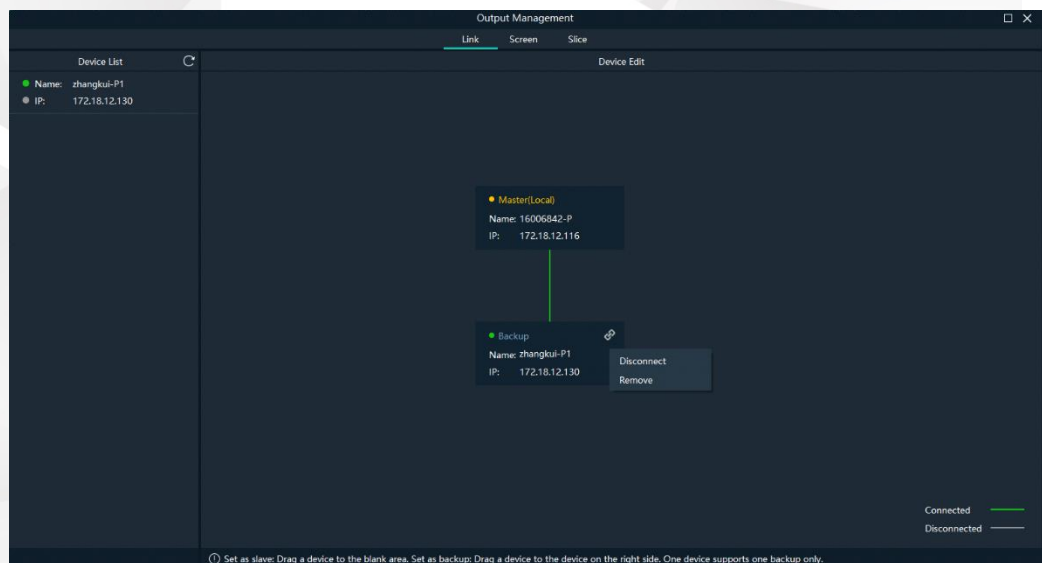 Output Management
Link Screen Slice
Device List
Device Edit
Name: zhangkui-P1
IP: 172.18.12.130
Master(Local)
Name: 16006842-P
IP: 172.18.12.116
Backup
Name: zhangkui-P1
IP: 172.18.12.130
Disconnect
Remove
Connected
Disconnected
Set as slave: Drag a device to the blank area. Set as backup: Drag a device to the device on the right side. One device supports one backup only.